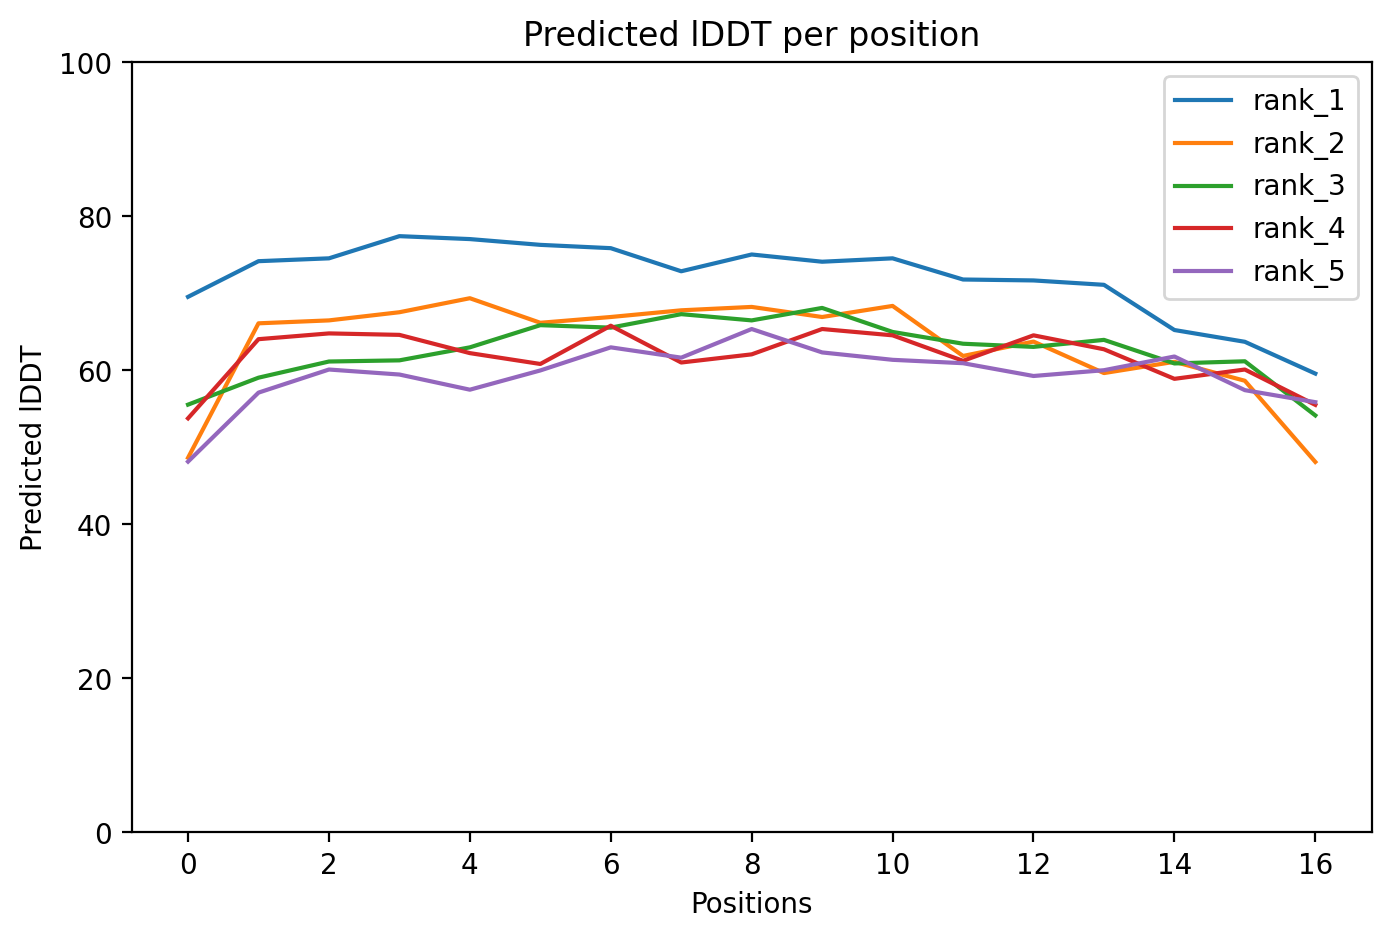 Predicted lDDT per position
100
80
60
40
20
0
Predicted lDDT
rank_1
rank_2
rank_3
rank_4
rank_5
0 2 4 6 8 10 12 14 16
Positions